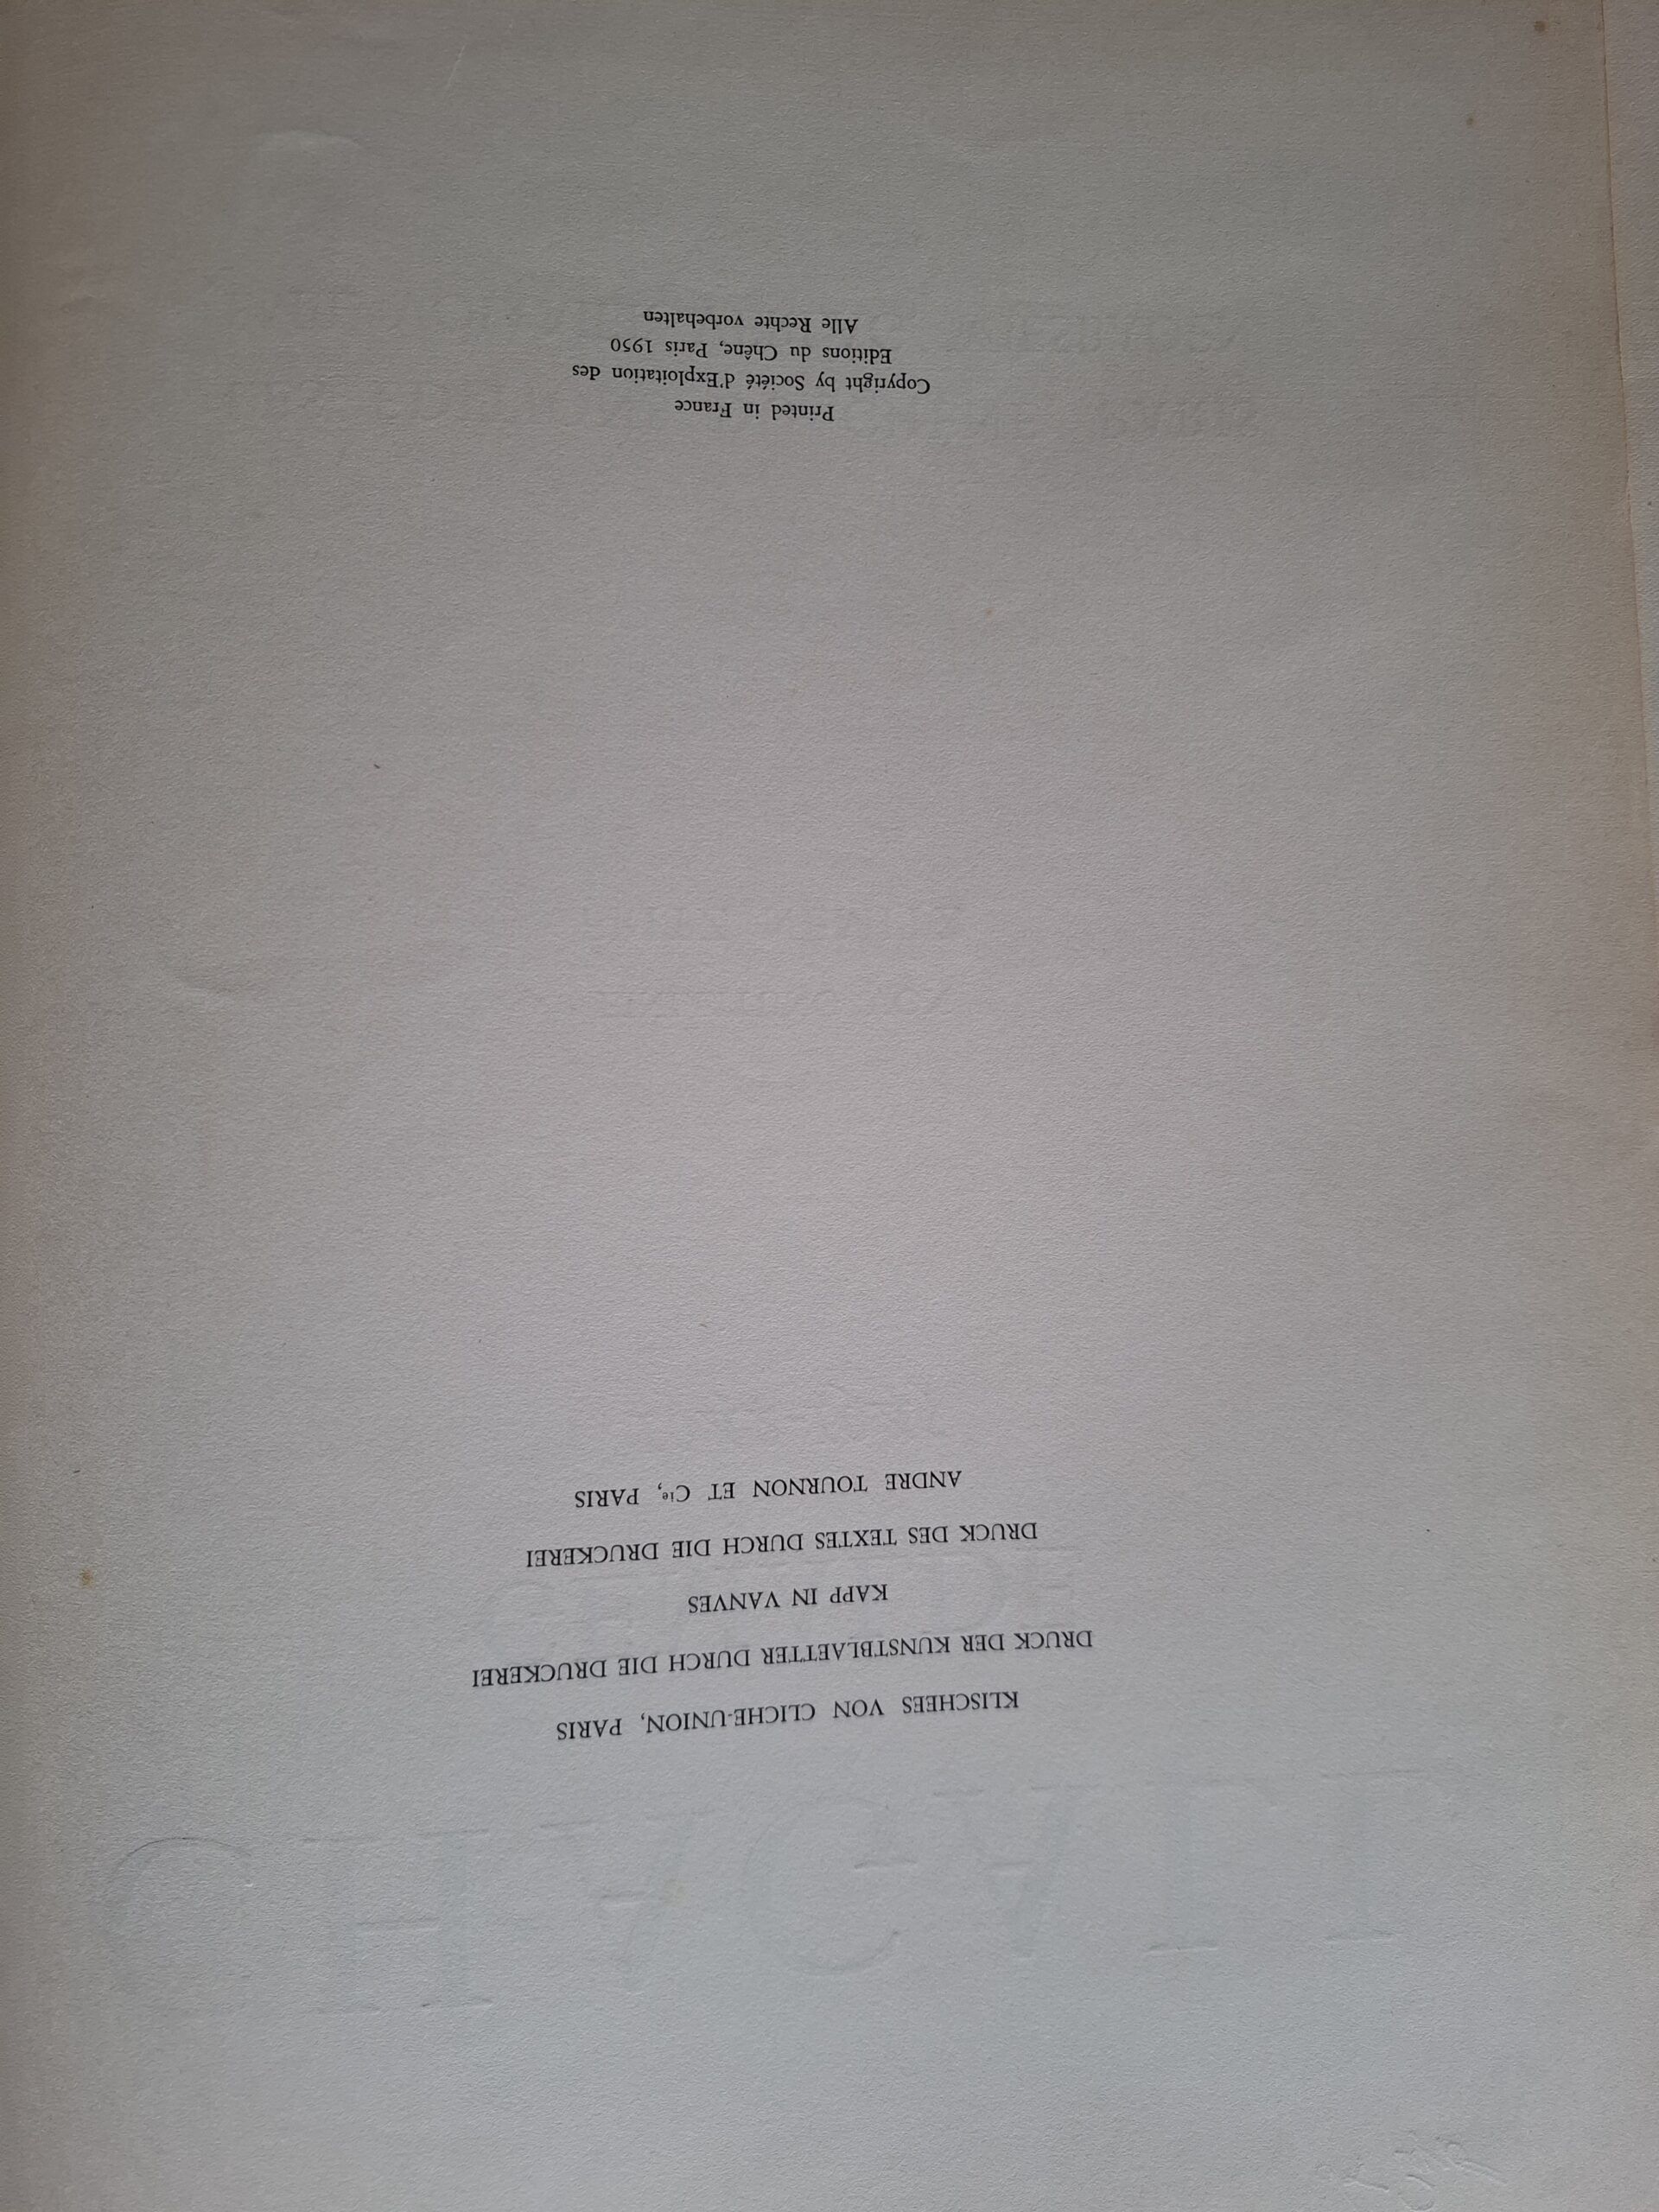 KLISCHEES VON CLICHE-UNION, PARIS
DRUCK DER KUNSTBLAETTER DURCH DIE DRUCKEREI
KAPP IN VANVES
DRUCK DES TEXTES DURCH DIE DRUCKEREI
ANDRE TOURNON ET Cie, PARIS
Printed in France
Copyright by Société d'Exploitation des
Editions du Chêne, Paris 1950
Alle Rechte vorbehalten